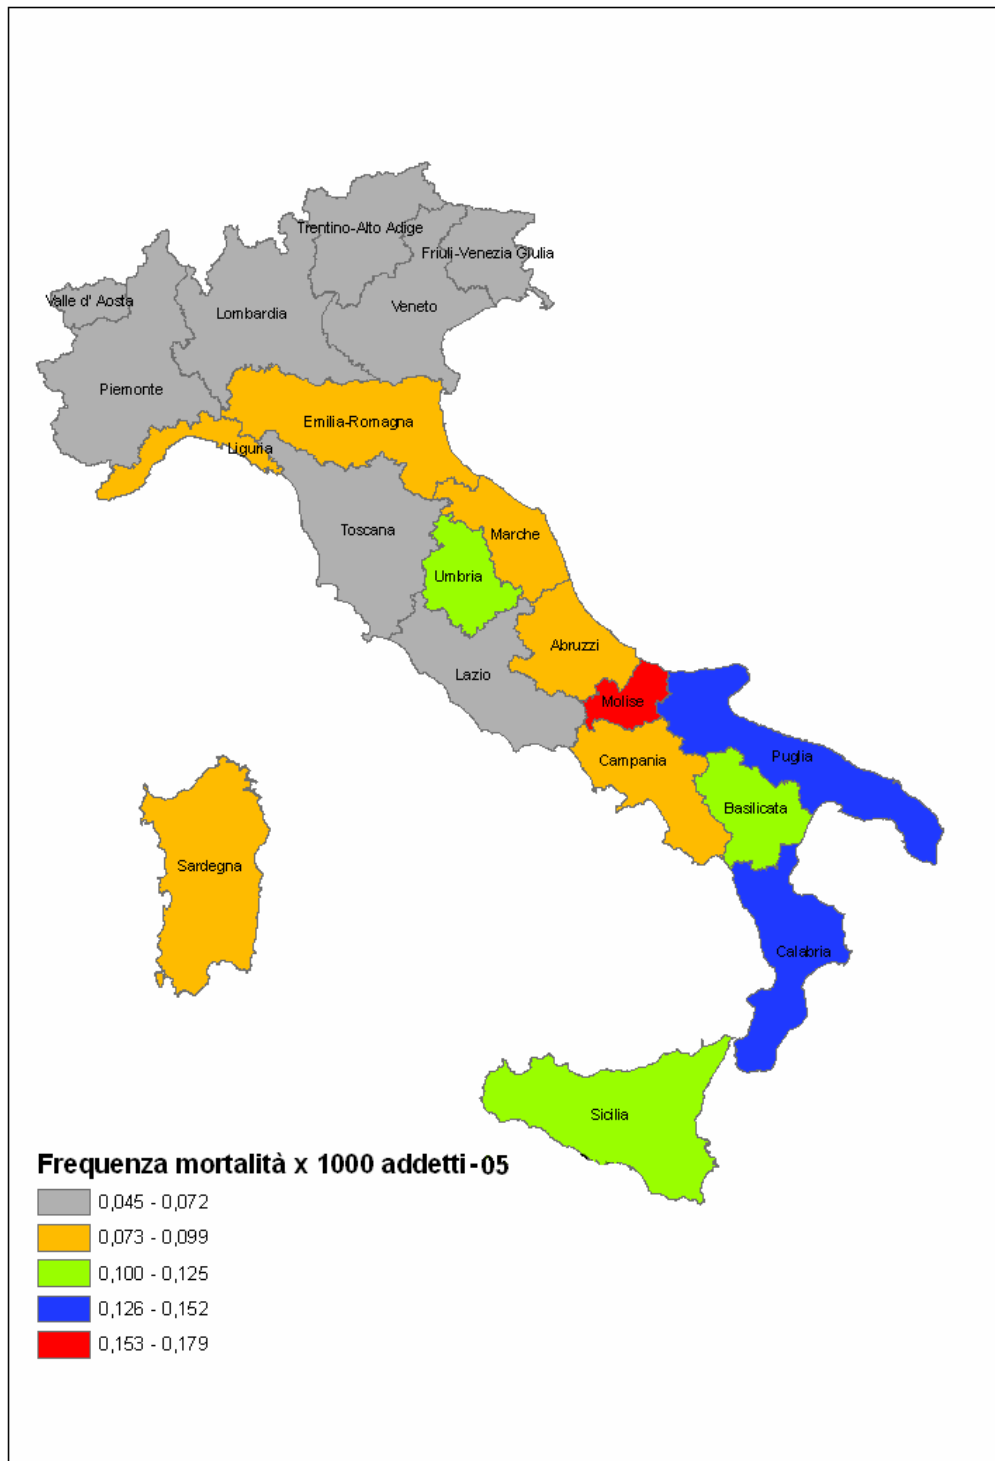 Trentino-Alto Adige
Friuli-Venezia Giulia
Valle d' Aosta
Lombardia
Veneto
Piemonte
Emilia-Romagna
Liguria
Toscana
Marche
Umbria
Abruzzi
Lazio
Molise
Campania
Puglia
Basilicata
Sardegna
Calabria
Sicilia
Frequenza mortalità x 1000 addetti-05
0,045 - 0,072
0,073 - 0,099
0,100 - 0,125
0,126 - 0,152
0,153 - 0,179